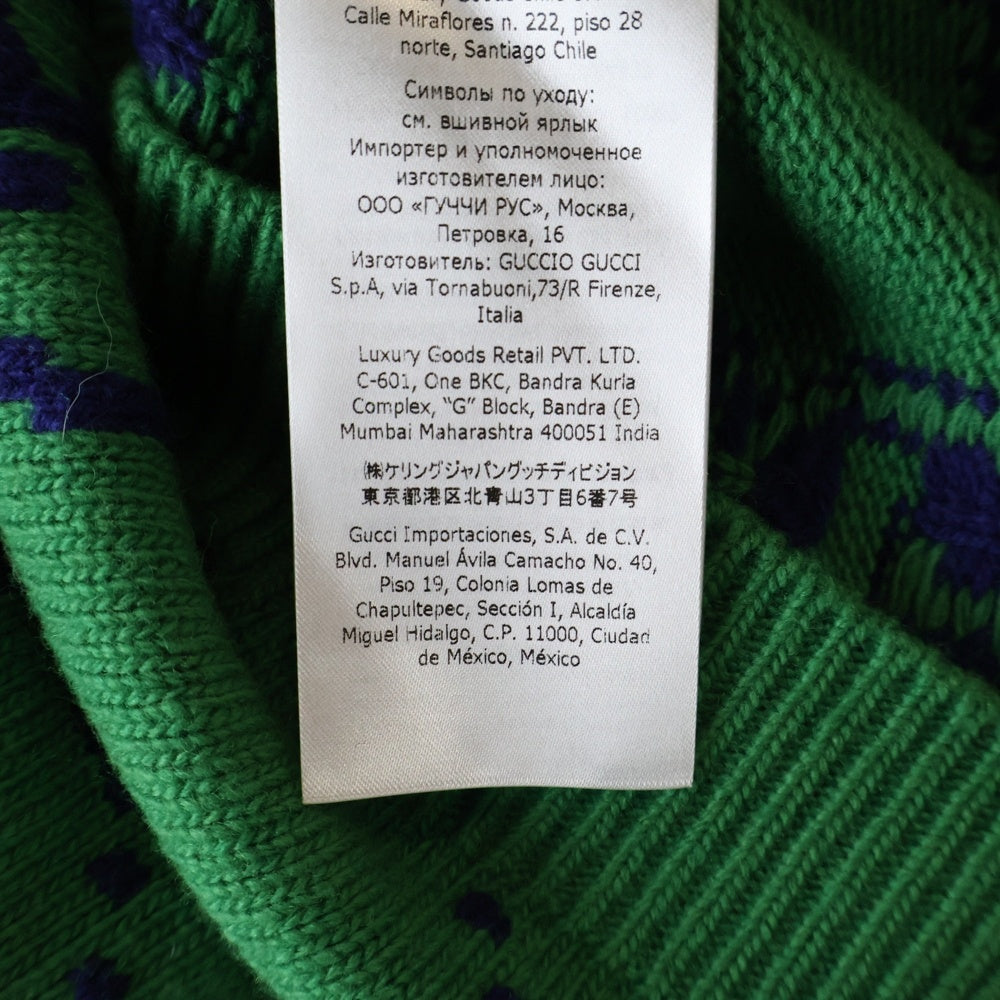 Calle Miraflores n. 222, piso 28
norte, Santiago Chile
Символы по уходу:
см. вшивной ярлык
Импортер и уполномоченное
изготовителем лицо:
ООО «ГУЧЧИ РУС», Москва,
Петровка, 16
Изготовитель: GUCCIO GUCCI
S.p.A, via Tornabuoni,73/R Firenze,
Italia
Luxury Goods Retail PVT. LTD.
C-601, One BKC, Bandra Kurla
Complex, “G” Block, Bandra (E)
Mumbai Maharashtra 400051 India
㈱ケリングジャパングッチディビジョン
東京都港区北青山3丁目6番7号
Gucci Importaciones, S.A. de C.V.
Blvd. Manuel Ávila Camacho No. 40,
Piso 19, Colonia Lomas de
Chapultepec, Sección I, Alcaldía
Miguel Hidalgo, C.P. 11000, Ciudad
de México, México